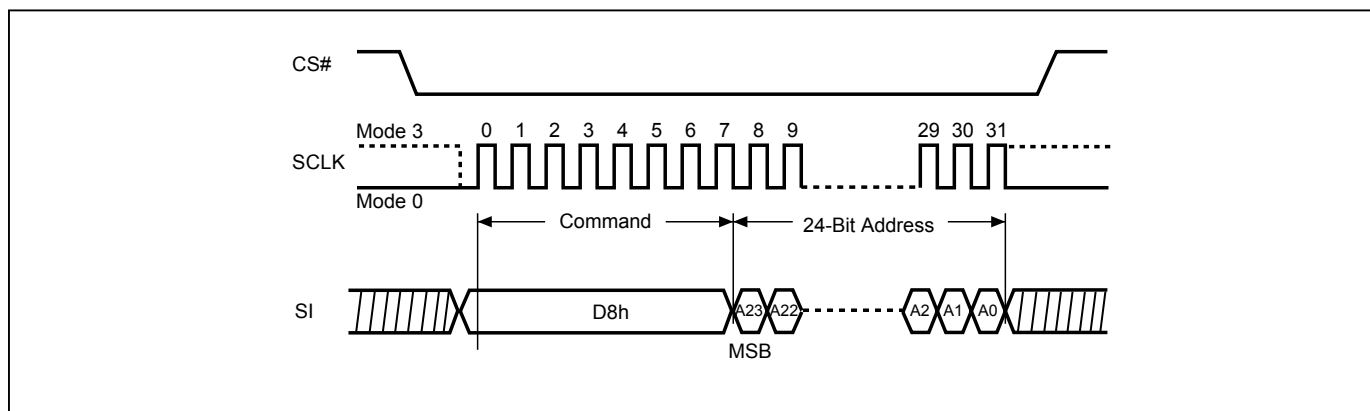 CS#
Mode 3
0 1 2 3 4 5 6 7 8 9 29 30 31
SCLK
Mode 0
Command 24-Bit Address
SI D8h A23 A22 A2 A1 A0
MSB